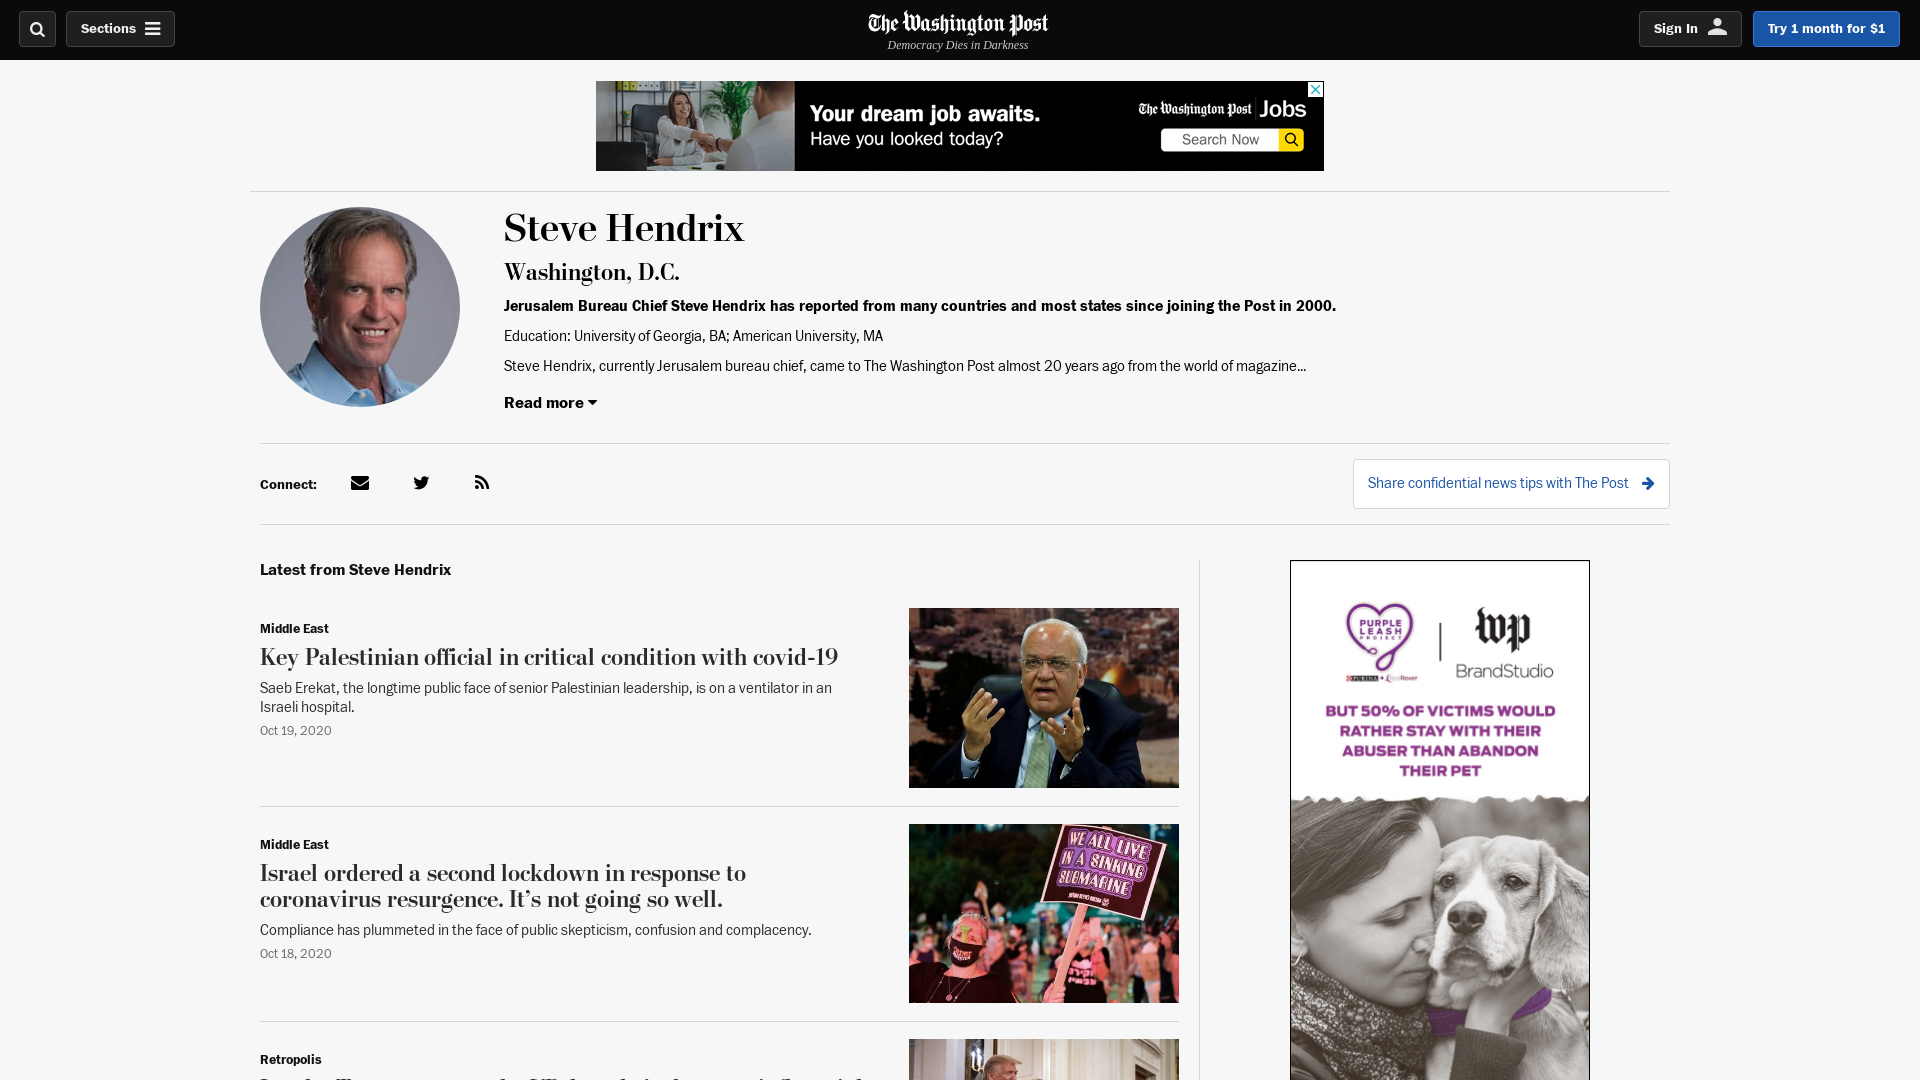 Sections
The Washington Post
Democracy Dies in Darkness
Sign In
Try 1 month for $1
Your dream job awaits.
Have you looked today?
The Washington Post Jobs
Search Now
Steve Hendrix
Washington, D.C.
Jerusalem Bureau Chief Steve Hendrix has reported from many countries and most states since joining the Post in 2000.
Education: University of Georgia, BA; American University, MA
Steve Hendrix, currently Jerusalem bureau chief, came to The Washington Post almost 20 years ago from the world of magazine...
Read more
Connect:
Share confidential news tips with The Post
Latest from Steve Hendrix
Middle East
Key Palestinian official in critical condition with covid-19
Saeb Erekat, the longtime public face of senior Palestinian leadership, is on a ventilator in an
Israeli hospital.
Oct 19, 2020
Middle East
Israel ordered a second lockdown in response to
coronavirus resurgence. It’s not going so well.
Compliance has plummeted in the face of public skepticism, confusion and complacency.
Oct 18, 2020
WE ALL LIVE
IN A SINKING
SUBMARINE
Retropolis
PURPLE
LEASH
PROJECT
wp
BrandStudio
PURINA +
BUT 50% OF VICTIMS WOULD
RATHER STAY WITH THEIR
ABUSER THAN ABANDON
THEIR PET